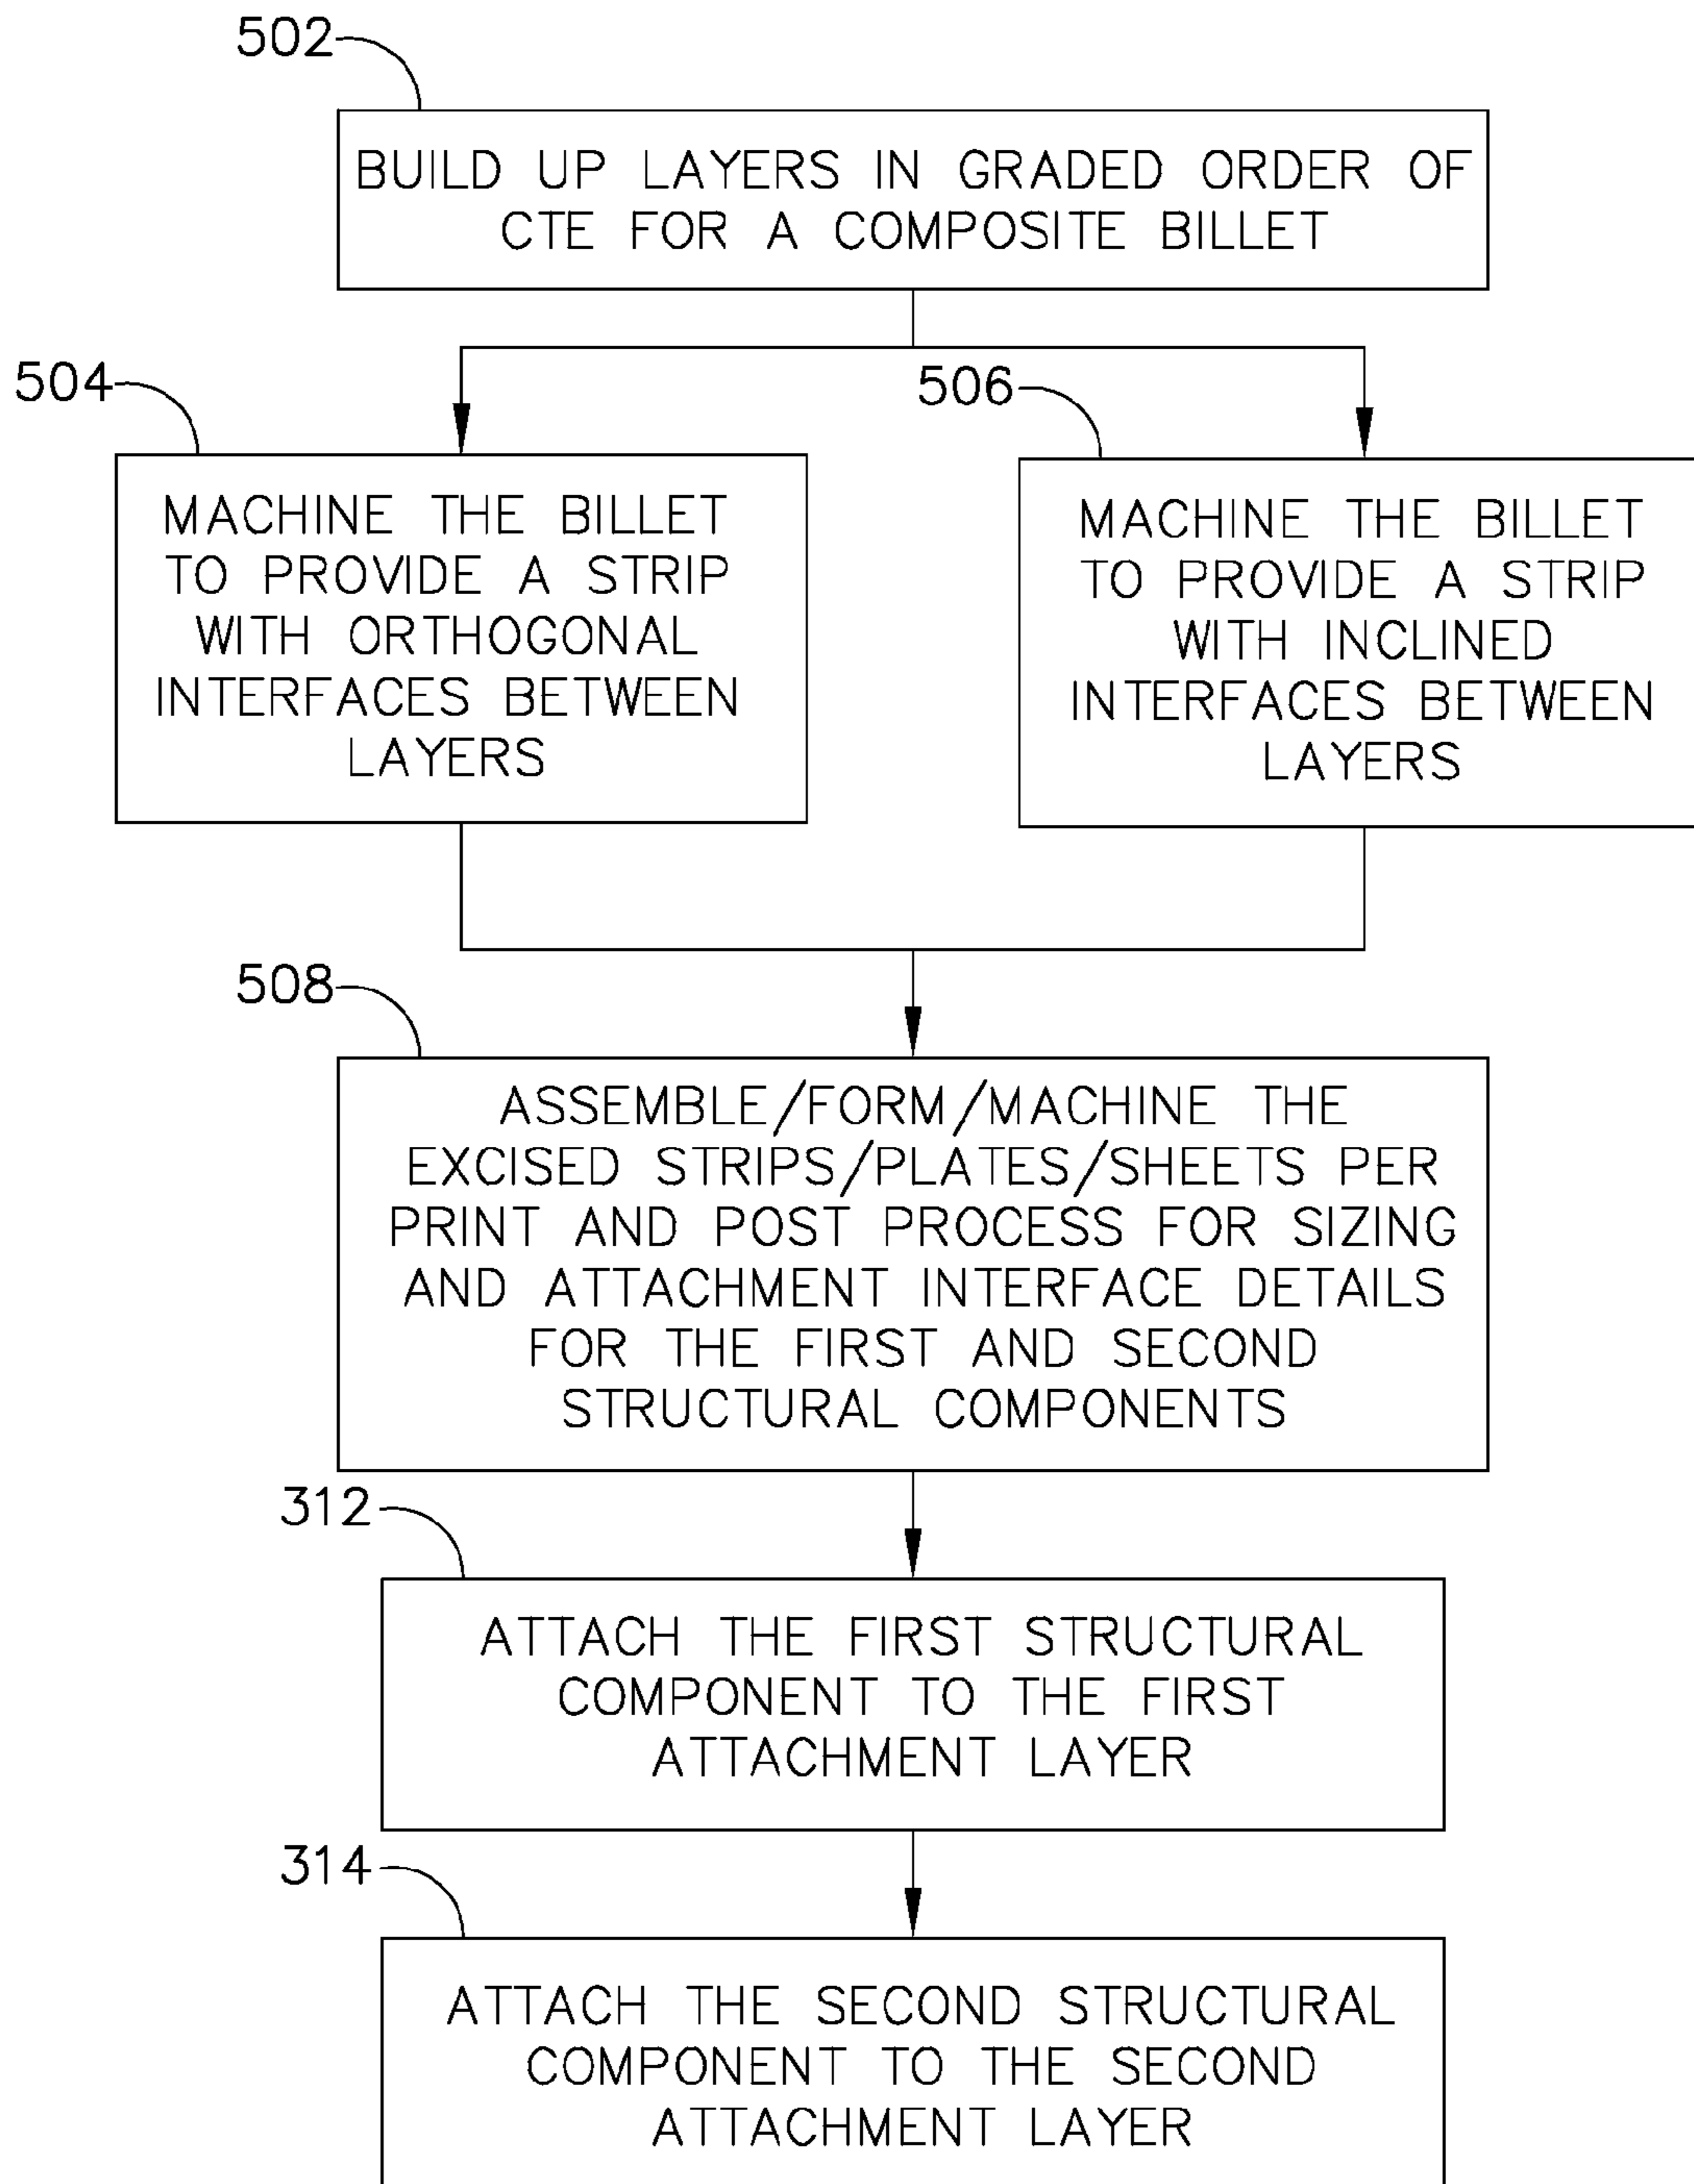 502
BUILD UP LAYERS IN GRADED ORDER OF
CTE FOR A COMPOSITE BILLET
504
MACHINE THE BILLET
TO PROVIDE A STRIP
WITH ORTHOGONAL
INTERFACES BETWEEN
LAYERS
506
MACHINE THE BILLET
TO PROVIDE A STRIP
WITH INCLINED
INTERFACES BETWEEN
LAYERS
508
ASSEMBLE/FORM/MACHINE THE
EXCISED STRIPS/PLATES/SHEETS PER
PRINT AND POST PROCESS FOR SIZING
AND ATTACHMENT INTERFACE DETAILS
FOR THE FIRST AND SECOND
STRUCTURAL COMPONENTS
312
ATTACH THE FIRST STRUCTURAL
COMPONENT TO THE FIRST
ATTACHMENT LAYER
314
ATTACH THE SECOND STRUCTURAL
COMPONENT TO THE SECOND
ATTACHMENT LAYER